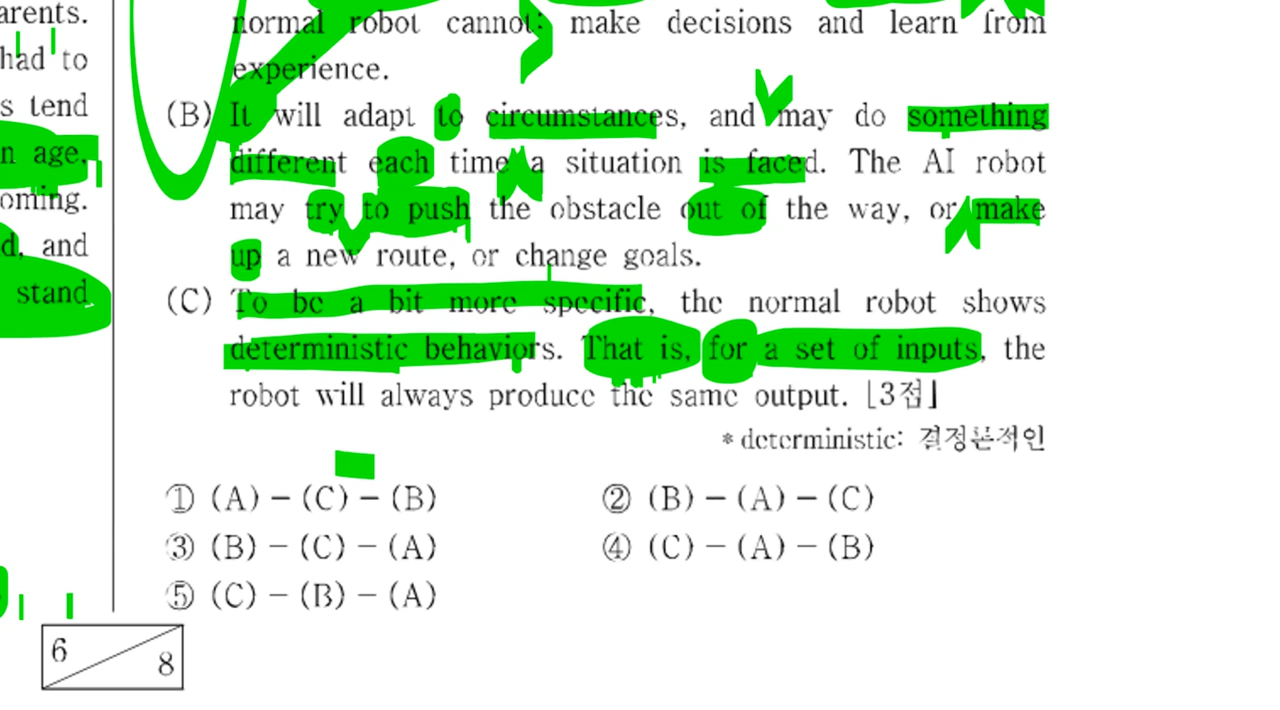 arents.
had to
s tend
n age,
oming.
d, and
stand
normal robot cannot: make decisions and learn from
experience.
(B) It will adapt to circumstances, and may do something
different each time a situation is faced. The AI robot
may try to push the obstacle out of the way, or make
up a new route, or change goals.
(C) To be a bit more specific, the normal robot shows
deterministic behaviors. That is, for a set of inputs, the
robot will always produce the same output. [3점]
* deterministic: 결정론적인
① (A) - (C) - (B)
② (B) - (A) - (C)
③ (B) - (C) - (A)
④ (C) - (A) - (B)
⑤ (C) - (B) - (A)
6
8